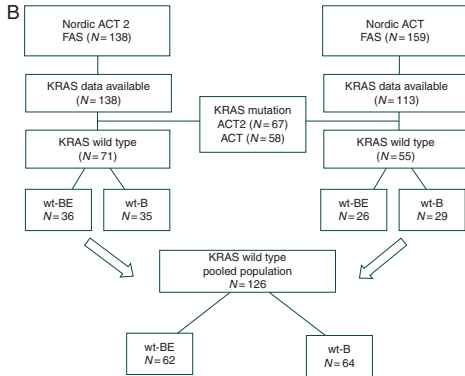 B
Nordic ACT 2
FAS (N=138)
Nordic ACT
FAS (N=159)
KRAS data available
(N=138)
KRAS data available
(N=113)
KRAS mutation
ACT2 (N=67)
ACT (N=58)
KRAS wild type
(N=71)
KRAS wild type
(N=55)
wt-BE
N=36
wt-B
N=35
wt-BE
N=26
wt-B
N=29
KRAS wild type
pooled population
N=126
wt-BE
N=62
wt-B
N=64